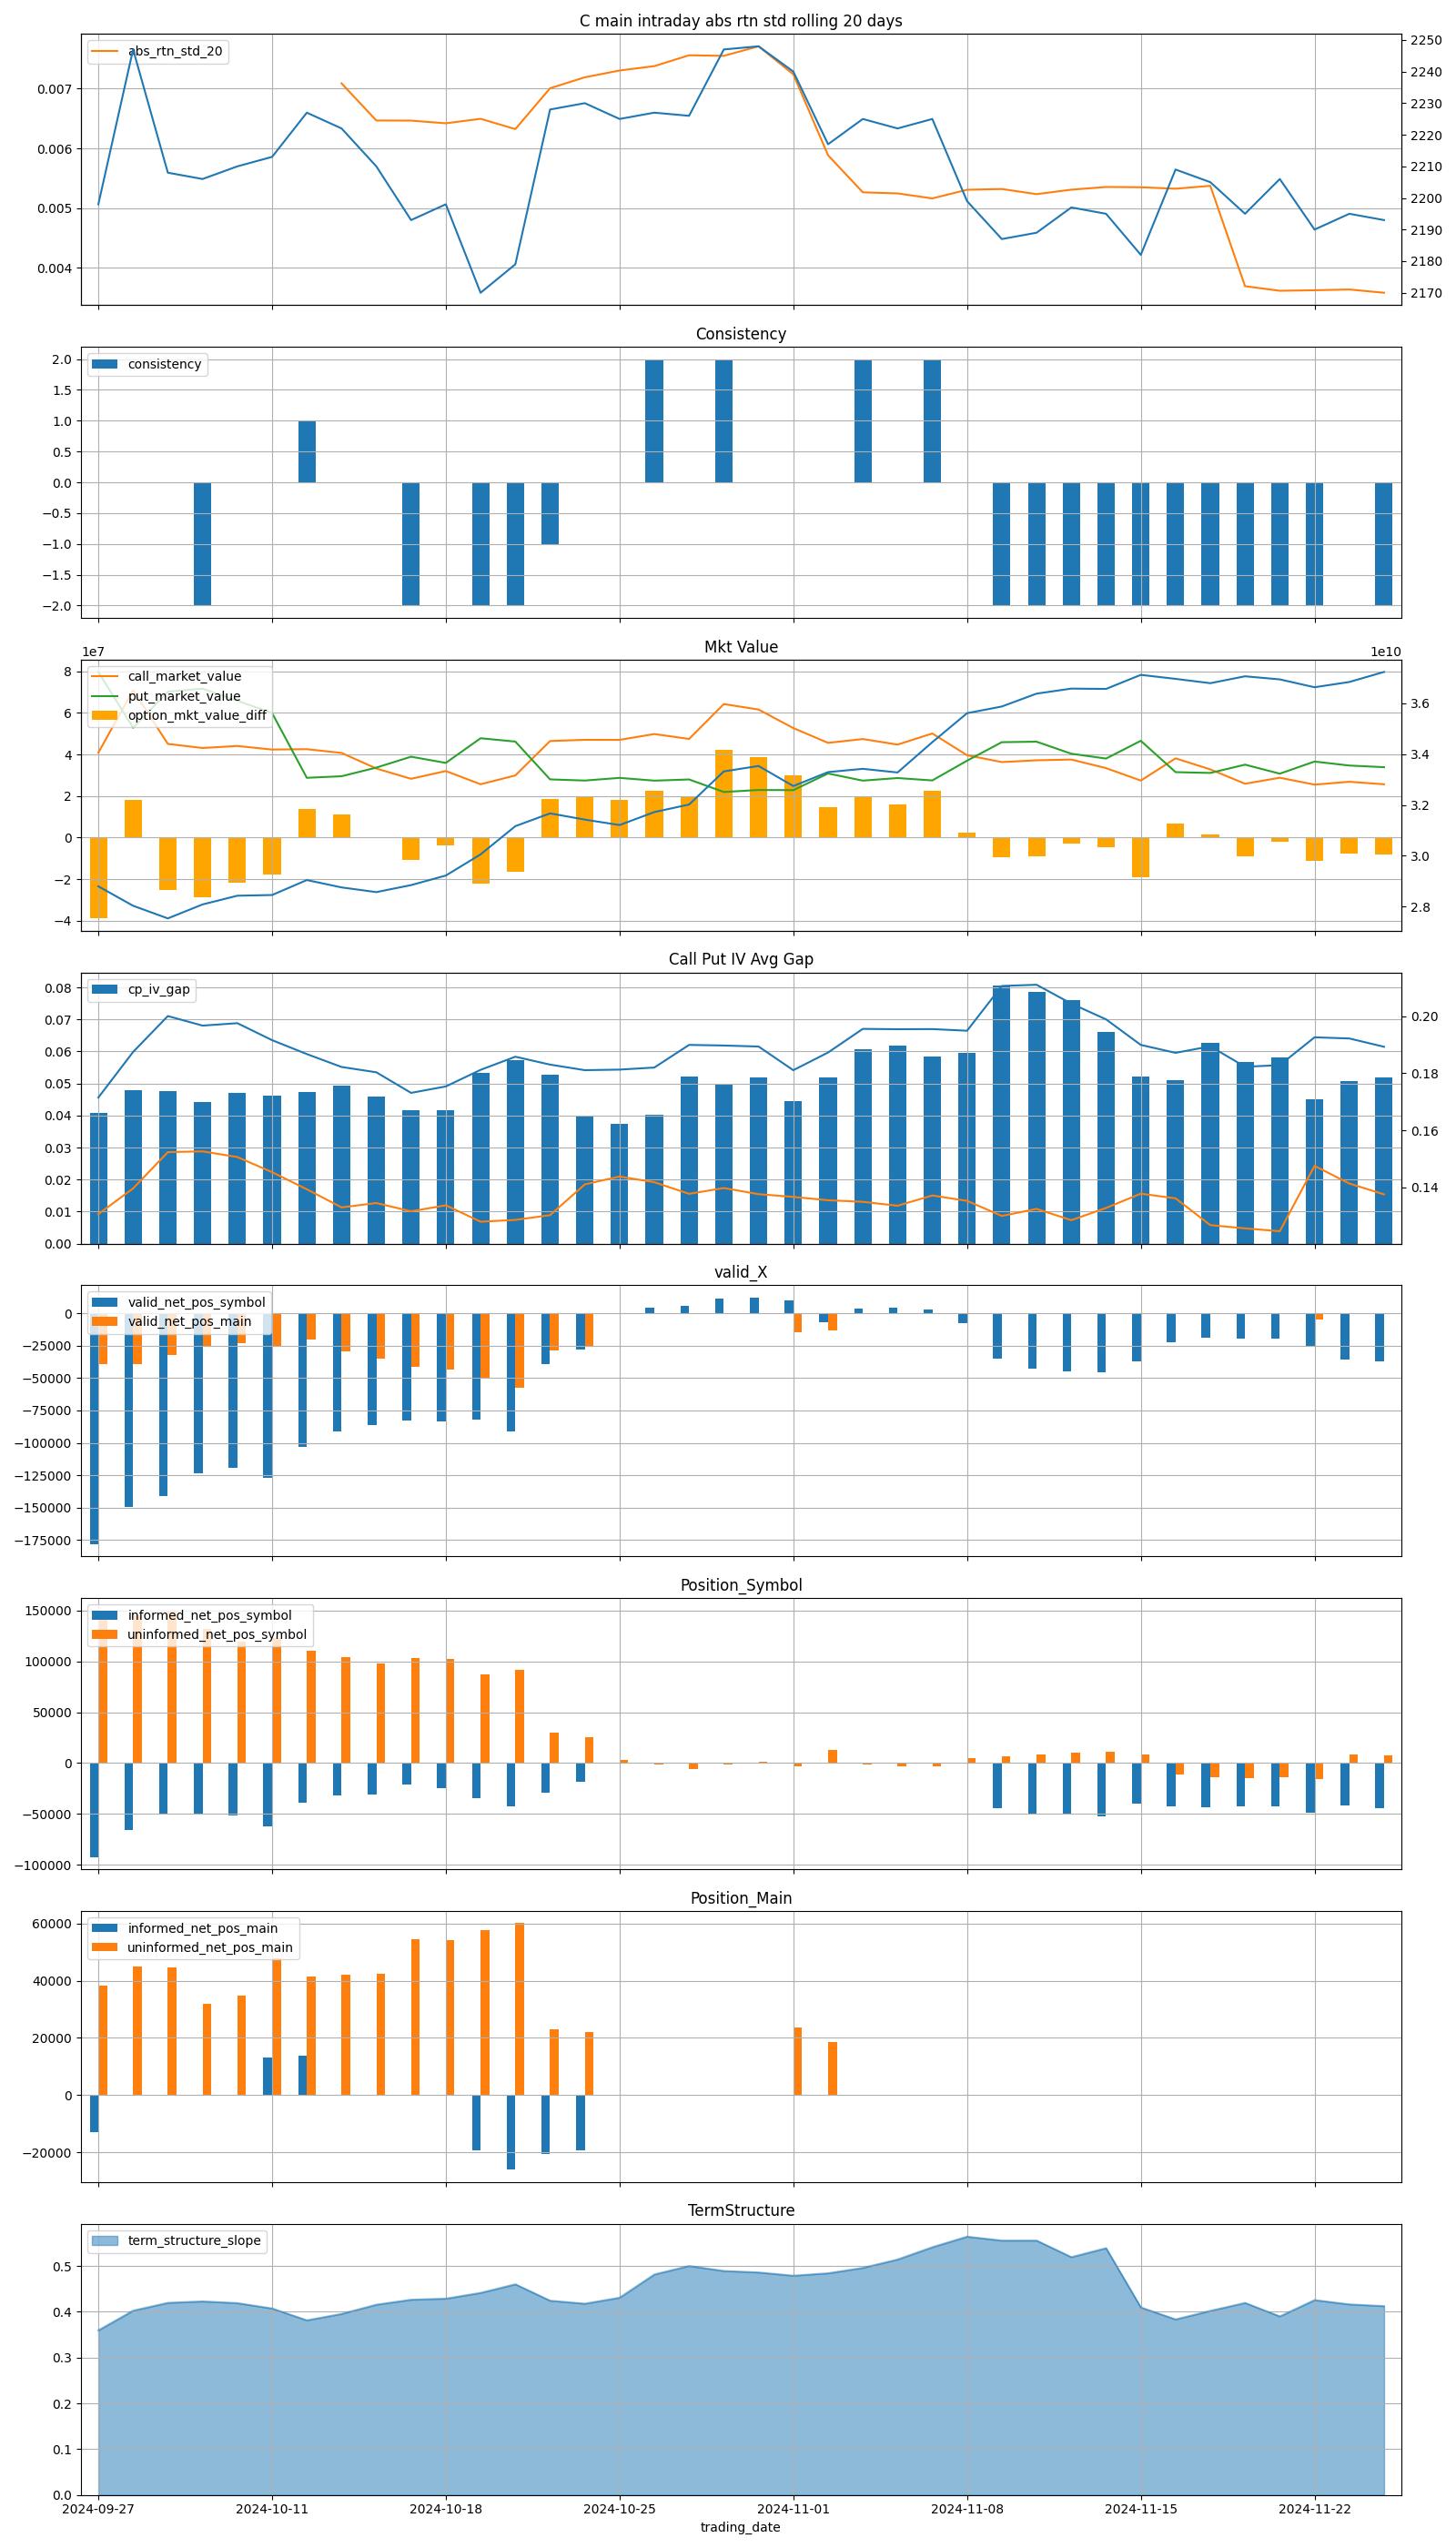 C main intraday abs rtn std rolling 20 days
abs_rtn_std_20
0.007
0.006
0.005
0.004
2250
2240
2230
2220
2210
2200
2190
2180
2170
Consistency
consistency
2.0
1.5
1.0
0.5
0.0
−0.5
−1.0
−1.5
−2.0
Mkt Value
1e7
1e10
call_market_value
put_market_value
option_mkt_value_diff
8
6
4
2
0
−2
−4
3.6
3.4
3.2
3.0
2.8
Call Put IV Avg Gap
cp_iv_gap
0.08
0.07
0.06
0.05
0.04
0.03
0.02
0.01
0.00
0.20
0.18
0.16
0.14
valid_X
valid_net_pos_symbol
valid_net_pos_main
0
−25000
−50000
−75000
−100000
−125000
−150000
−175000
Position_Symbol
informed_net_pos_symbol
uninformed_net_pos_symbol
150000
100000
50000
0
−50000
−100000
Position_Main
informed_net_pos_main
uninformed_net_pos_main
60000
40000
20000
0
−20000
TermStructure
term_structure_slope
0.5
0.4
0.3
0.2
0.1
0.0
2024-09-27 2024-10-11 2024-10-18 2024-10-25 2024-11-01 2024-11-08 2024-11-15 2024-11-22
trading_date